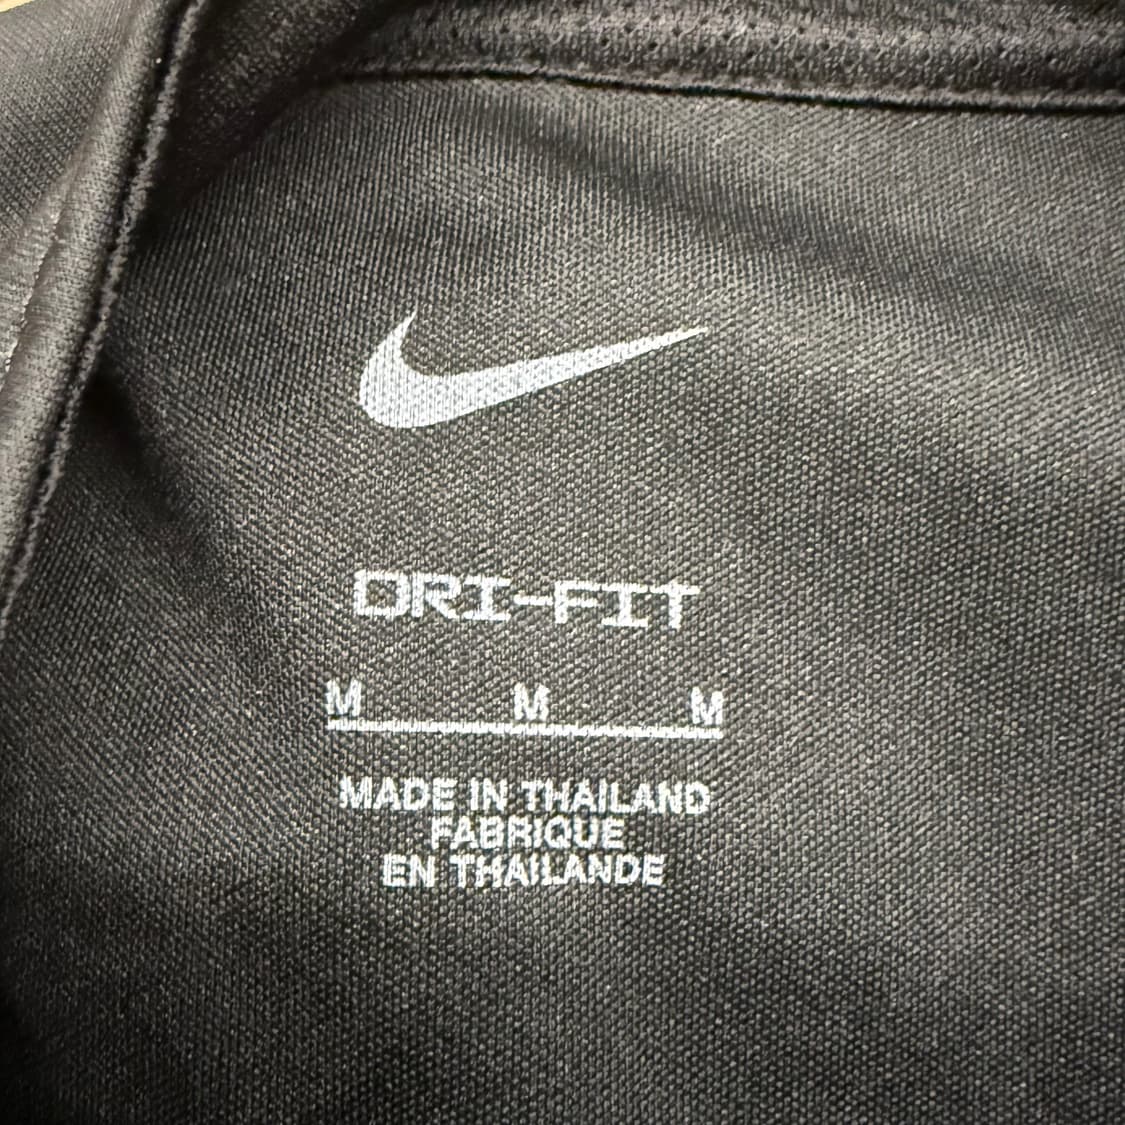 DRI-FIT
M M M
MADE IN THAILAND
FABRIQUE
EN THAILANDE